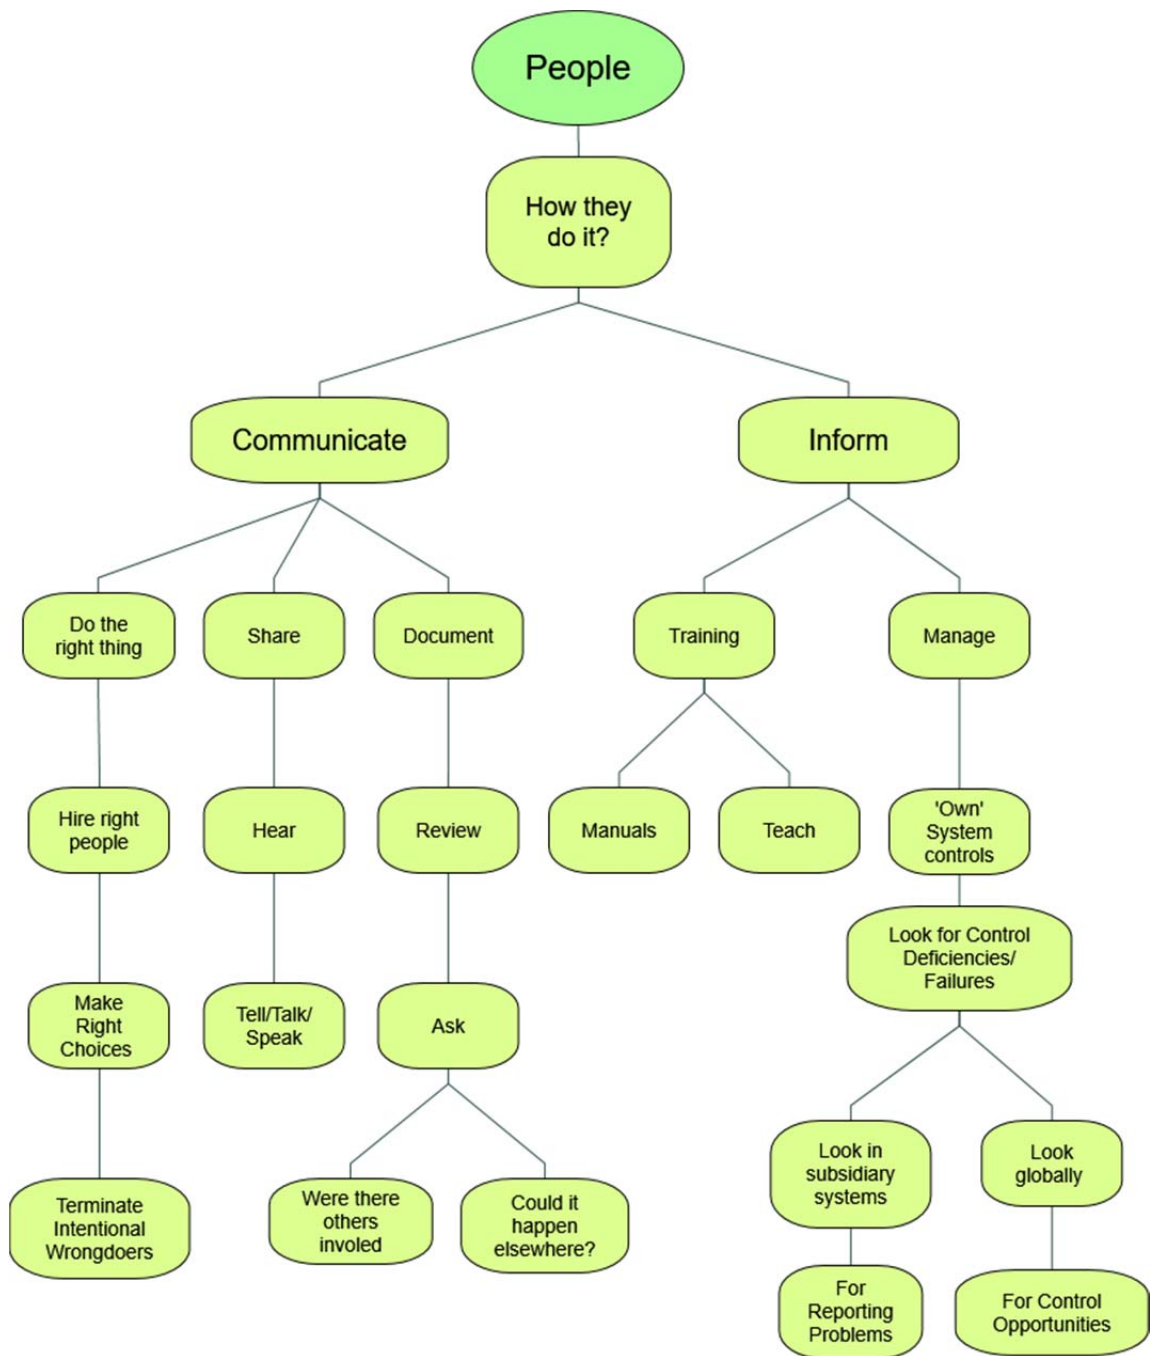 People
How they
do it?
Communicate
Inform
Do the
right thing
Share
Document
Training
Manage
Hire right
people
Hear
Review
Manuals
Teach
'Own'
System
controls
Look for Control
Deficiencies/
Failures
Make
Right
Choices
Tell/Talk/
Speak
Ask
Look in
subsidiary
systems
Look
globally
Terminate
Intentional
Wrongdoers
Were there
others
involed
Could it
happen
elsewhere?
For
Reporting
Problems
For Control
Opportunities